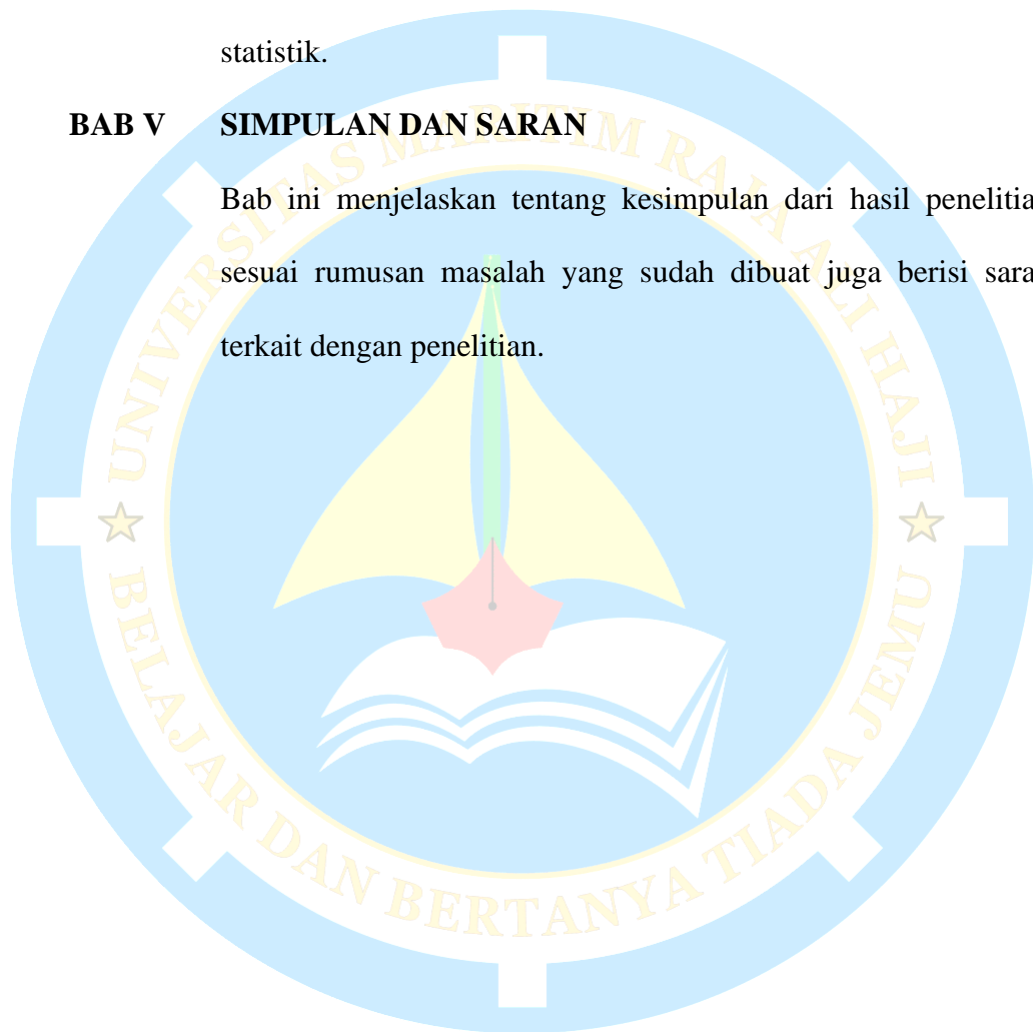 statistik.
BAB V SIMPULAN DAN SARAN
Bab ini menjelaskan tentang kesimpulan dari hasil penelitia
sesuai rumusan masalah yang sudah dibuat juga berisi sara
terkait dengan penelitian.
UNIVERSITAS MARITIM RAJA ALI HAJI
BELAJAR DAN BERTANYA TIADA JEMU